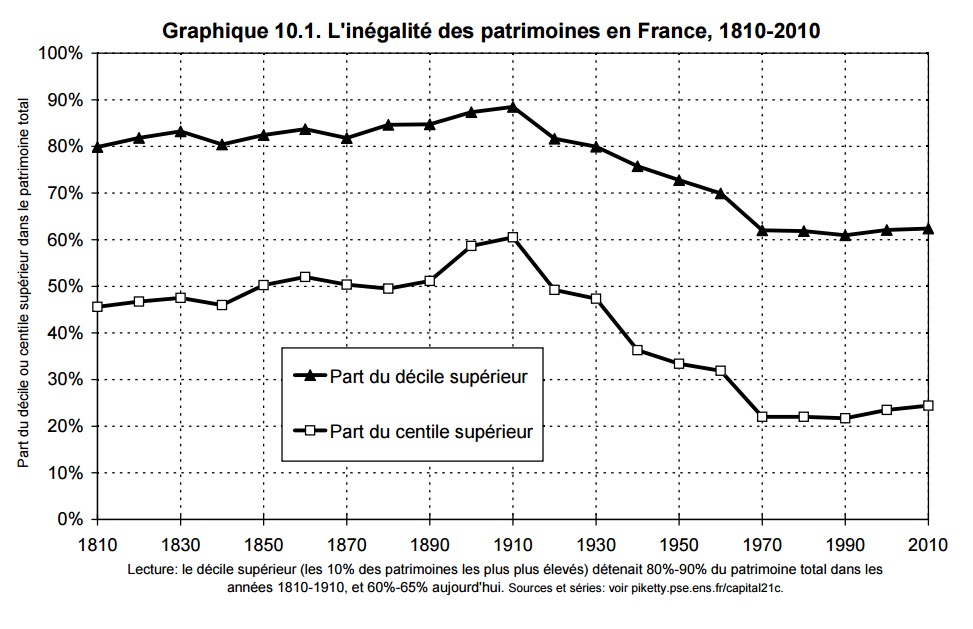 Graphique 10.1. L'inégalité des patrimoines en France, 1810-2010
100%
90%
80%
70%
60%
50%
40%
30%
20%
10%
0%
Part du décile ou centile supérieur dans le patrimoine total
Part du décile supérieur
Part du centile supérieur
1810 1830 1850 1870 1890 1910 1930 1950 1970 1990 2010
Lecture: le décile supérieur (les 10% des patrimoines les plus plus élevés) détenait 80%-90% du patrimoine total dans les
années 1810-1910, et 60%-65% aujourd'hui. Sources et séries: voir piketty.pse.ens.fr/capital21c.